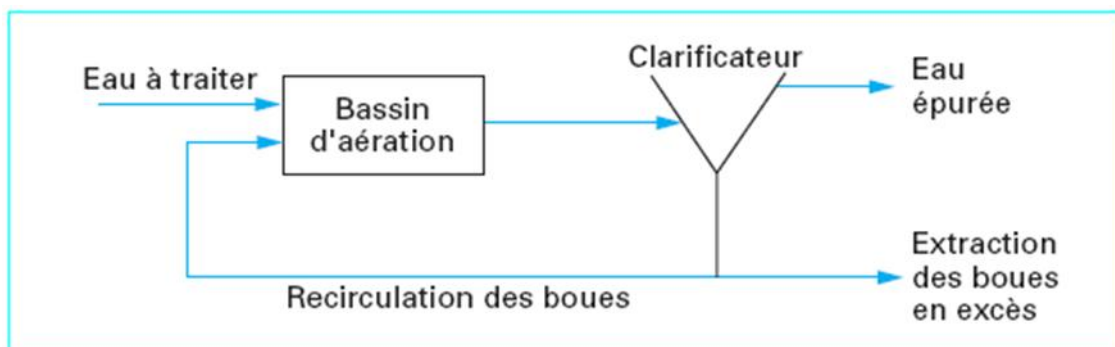 Clarificateur
Eau à traiter
Eau
épurée
Bassin
d'aération
Extraction
des boues
en excès
Recirculation des boues